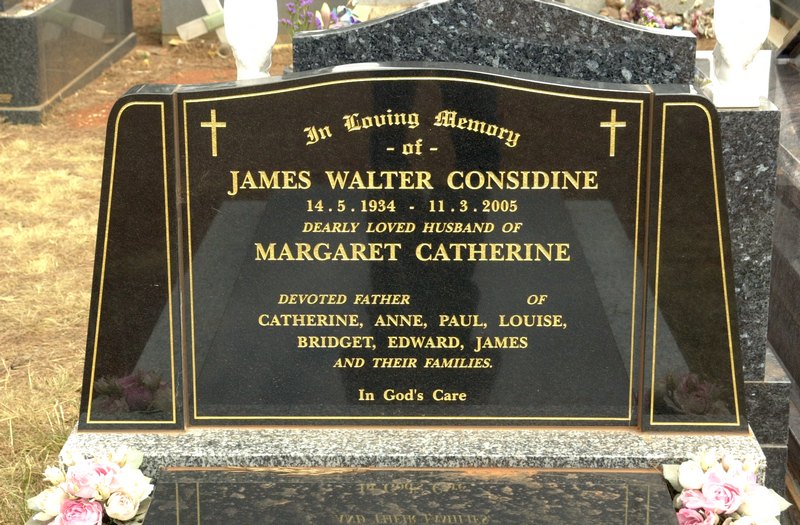 In Loving Memory
- of -
JAMES WALTER CONSIDINE
14.5.1934 - 11.3.2005
DEARLY LOVED HUSBAND OF
MARGARET CATHERINE
DEVOTED FATHER OF
CATHERINE, ANNE, PAUL, LOUISE,
BRIDGET, EDWARD, JAMES
AND THEIR FAMILIES.
In God's Care